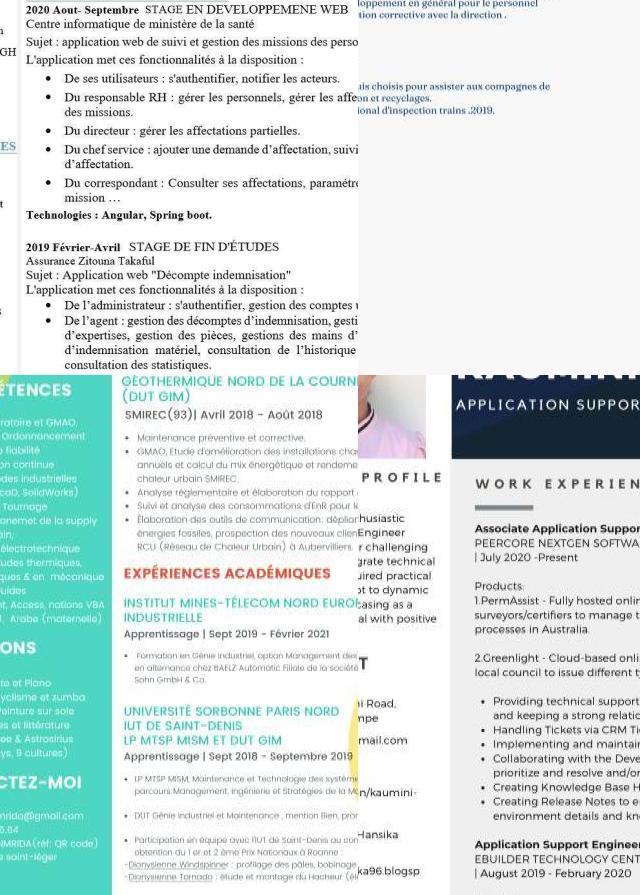 2020 Aout- Septembre STAGE EN DEVELOPPEMENE WEB
Centre informatique de ministère de la santé
Sujet : application web de suivi et gestion des missions des perso
L'application met ces fonctionnalités à la disposition :
• De ses utilisateurs : s'authentifier, notifier les acteurs.
• Du responsable RH : gérer les personnels, gérer les affe
des missions.
• Du directeur : gérer les affectations partielles.
• Du chef service : ajouter une demande d'affectation, suivi
d'affectation.
• Du correspondant : Consulter ses affectations, paramétre
mission …
Technologies : Angular, Spring boot.
2019 Février-Avril STAGE DE FIN D'ÉTUDES
Assurance Zitouna Takaful
Sujet : Application web "Décompte indemnisation"
L'application met ces fonctionnalités à la disposition :
• De l'administrateur : s'authentifier, gestion des comptes
• De l'agent : gestion des décomptes d'indemnisation, gesti
d'expertises, gestion des pièces, gestions des mains d'
d'indemnisation matériel, consultation de l'historique
consultation des statistiques.
GH
ES
loppement en général pour le personnel
tion corrective avec la direction .
uis choisis pour assister aux compagnes de
on et recyclages.
ional d'inspection trains .2019.
ÉTENCES
ratoire et GMAO,
Ordonnancement
e fiabilité
on continue
des industrielles
caD, SolidWorks)
Tournage
anemet de la supply
ain,
électrotechnique
udes thermiques,
ques & en mécanique
luides
nt, Access, notions VBA
l, Arabe (maternelle)
ONS
te et Piano
cyclisme et zumba
Peinture sur soie
es et littérature
ee & Astrosirius
ys, 9 cultures)
CTEZ-MOI
mrida@gmail.com
5.64
NMRIDA(réf: QR code)
e saint-léger
GÉOTHERMIQUE NORD DE LA COURN
(DUT GIM)
SMIREC(93)| Avril 2018 - Août 2018
• Maintenance préventive et corrective.
• GMAO, Etude d'amélioration des installations cha
annuels et calcul du mix énergétique et rendeme
chaleur urbain SMIREC.
• Analyse réglementaire et élaboration du rapport
• Suivi et analyse des consommations d'EnR pour l
• Élaboration des outils de communication: déplian
énergies fossiles, prospection des nouveaux clien
RCU (Réseau de Chaleur Urbain) à Aubervilliers.
EXPÉRIENCES ACADÉMIQUES
INSTITUT MINES-TÉLECOM NORD EURO
INDUSTRIELLE
Apprentissage | Sept 2019 - Février 2021
• Formation en Génie Industriel, option Management des
en alternance chez BAELZ Automatic Filiale de la société
Sohn GmbH & Co.
UNIVERSITÉ SORBONNE PARIS NORD
IUT DE SAINT-DENIS
LP MTSP MISM ET DUT GIM
Apprentissage | Sept 2018 - Septembre 2019
• LP MTSP MISM, Maintenance et Technologie des système
parcours Management, Ingénierie et Stratégies de la M
• DUT Génie Industriel et Maintenance , mention Bien, pro
• Participation en équipe avec l'IUT de Saint-Denis au con
obtention du 1 er et 2 ème Prix Nationaux à Roanne :
-Dionysienne Windspinner : profilage des pâles, bobinage
-Dionysienne Tornado : étude et montage du Hacheur (él
PROFILE
husiastic
Engineer
r challenging
grate technical
uired practical
ot to dynamic
casing as a
al with positive
T
i Road,
mpe
mail.com
n/kaumini-
Hansika
ka96.blogsp
APPLICATION SUPPOR
WORK EXPERIEN
Associate Application Suppor
PEERCORE NEXTGEN SOFTWA
| July 2020 -Present
Products:
1.PermAssist - Fully hosted onlin
surveyors/certifiers to manage t
processes in Australia.
2.Greenlight - Cloud-based onli
local council to issue different t
• Providing technical support
and keeping a strong relatio
• Handling Tickets via CRM Ti
• Implementing and maintai
• Collaborating with the Deve
prioritize and resolve and/or
• Creating Knowledge Base H
• Creating Release Notes to e
environment details and kn
Application Support Enginee
EBUILDER TECHNOLOGY CENT
| August 2019 - February 2020